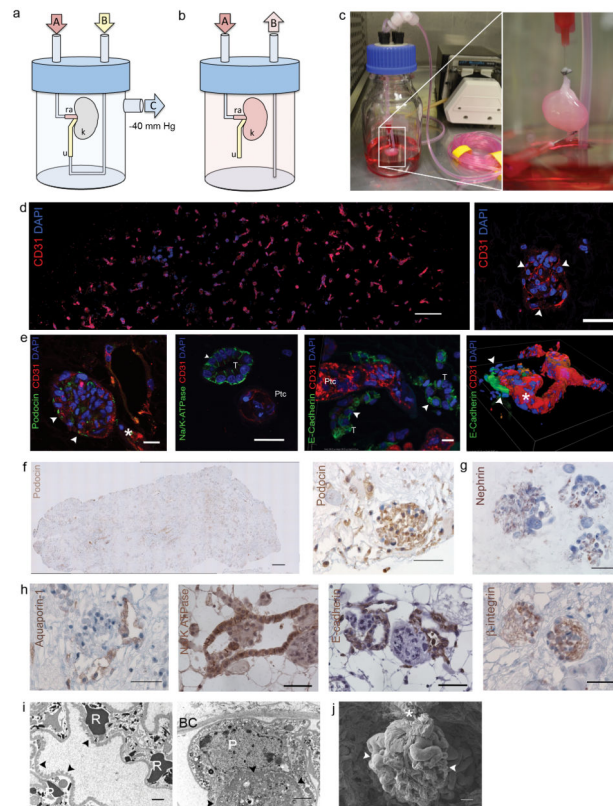 a
A
B
ra
k
u
C
-40 mm Hg
b
A
B
ra
k
u
c
d
CD31 DAPI
CD31 DAPI
e
Podocin CD31 DAPI
Na/K-ATPase CD31 DAPI
T
Ptc
E-Cadherin CD31 DAPI
Ptc
T
T
E-Cadherin CD31 DAPI
f
Podocin
Podocin
g
Nephrin
h
Aquaporin-1
Na/K ATPase
E-cadherin
β-integrin
i
R
R
P
BC
P
j